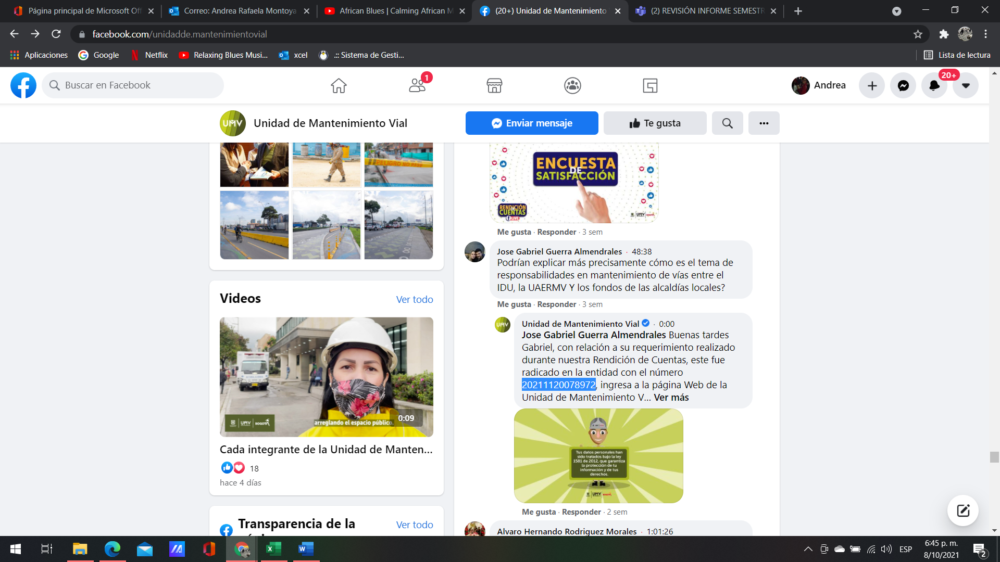 Página principal de Microsoft Off
Correo: Andrea Rafaela Montoya
African Blues | Calming African M
(20+) Unidad de Mantenimiento
(2) REVISIÓN INFORME SEMESTR
facebook.com/unidadde.mantenimientovial
Aplicaciones
Google
Netflix
Relaxing Blues Musi...
xcel
.:: Sistema de Gesti...
Lista de lectura
Buscar en Facebook
1
Andrea
20+
UMV
Unidad de Mantenimiento Vial
Enviar mensaje
Te gusta
PELIGRO NO PASE
ENCUESTA
DE
SATISFACCIÓN
RENDICIÓN
DE
CUENTAS
LIVE
UMV
Me gusta · Responder · 3 sem
Jose Gabriel Guerra Almendrales · 48:38
Podrían explicar más precisamente cómo es el tema de
responsabilidades en mantenimiento de vías entre el
IDU, la UAERMV Y los fondos de las alcaldías locales?
Me gusta · Responder · 3 sem
UMV
Unidad de Mantenimiento Vial · 0:00
Jose Gabriel Guerra Almendrales Buenas tardes
Gabriel, con relación a su requerimiento realizado
durante nuestra Rendición de Cuentas, este fue
radicado en la entidad con el número
20211120078972, ingresa a la página Web de la
Unidad de Mantenimiento V... Ver más
Tus datos personales han
sido tratados bajo la ley
1581 de 2012, que garantiza
la protección de tu
información y de tus
derechos.
UMV
Me gusta · Responder · 2 sem
Alvaro Hernando Rodriguez Morales · 1:01:26
Videos
Ver todo
AMBULANCIA
UMV
BOGOTÁ
arreglando el espacio público.
0:09
Cada integrante de la Unidad de Manten...
18
hace 4 días
Transparencia de la
Ver todo
ESP
6:45 p. m.
8/10/2021
2